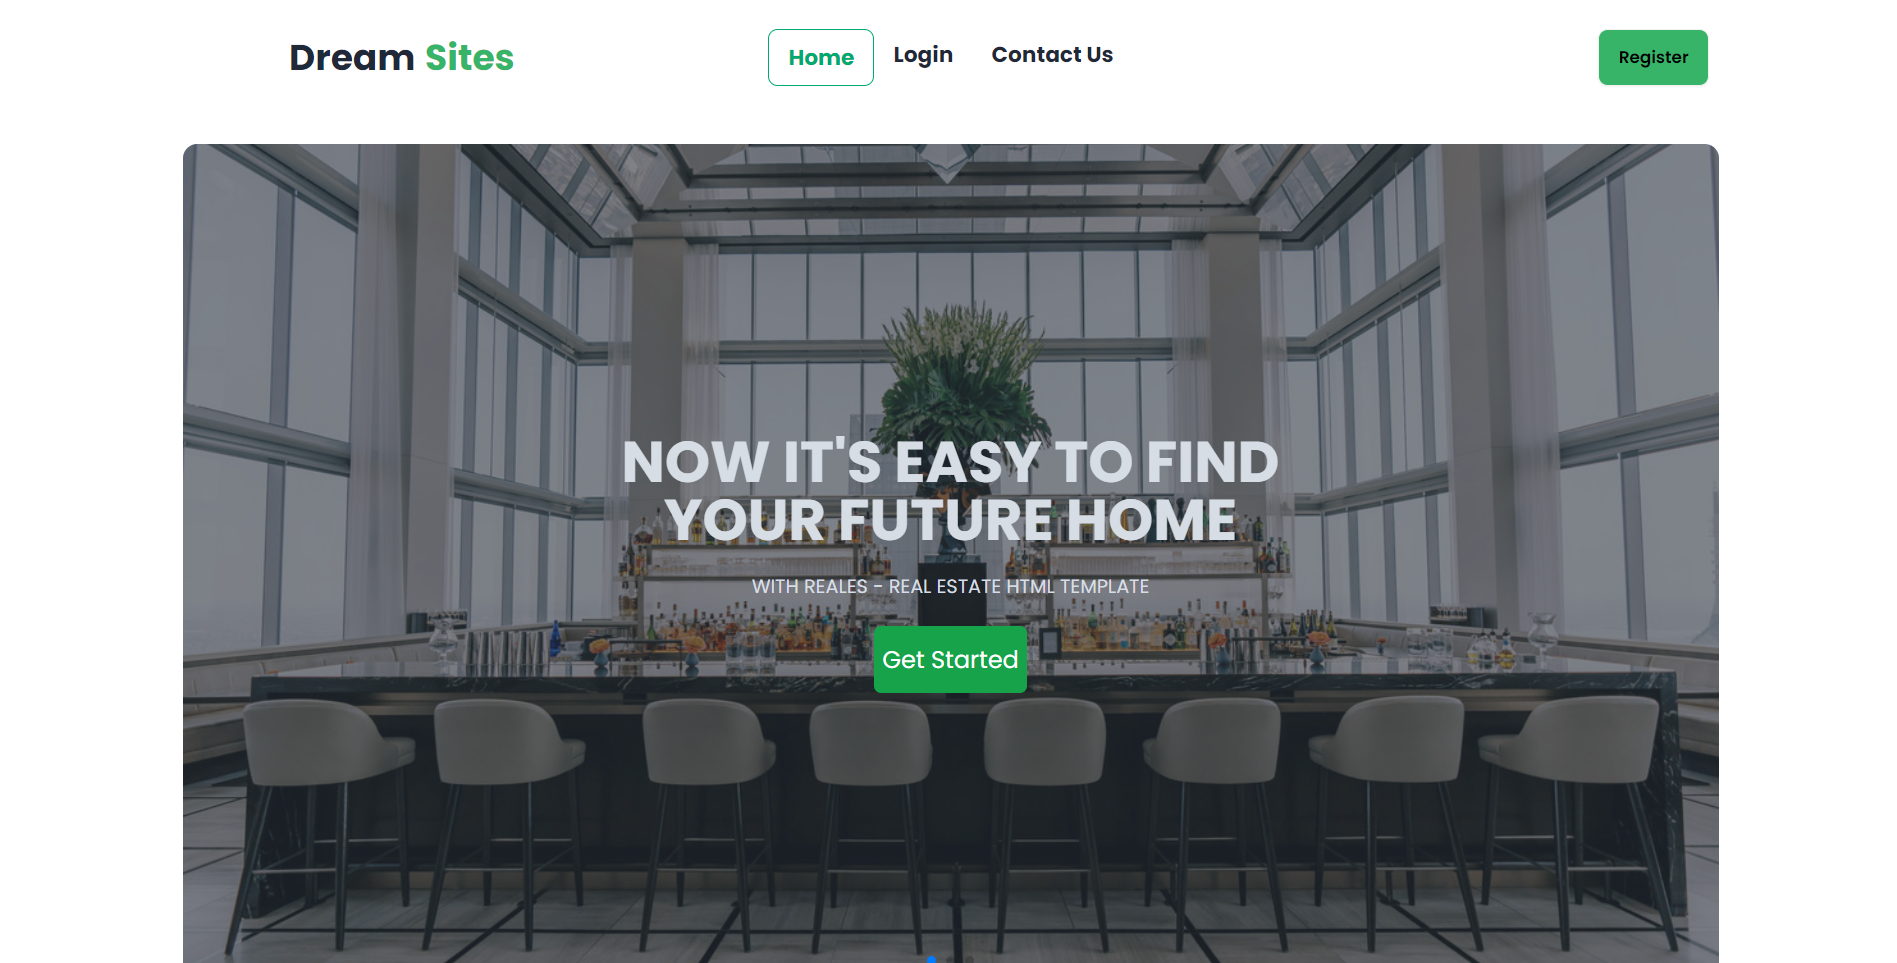 Dream Sites
Home
Login
Contact Us
Register
NOW IT'S EASY TO FIND
YOUR FUTURE HOME
WITH REALES - REAL ESTATE HTML TEMPLATE
Get Started